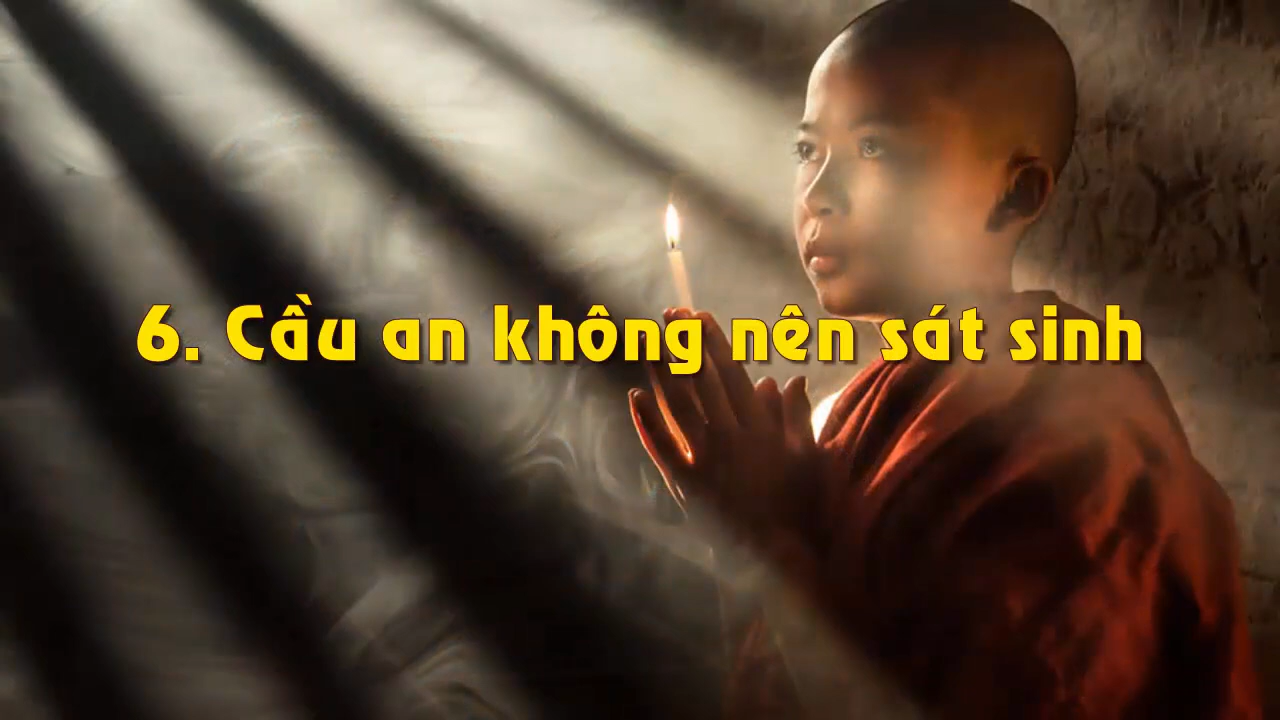 6. Cầu an không nên sát sinh